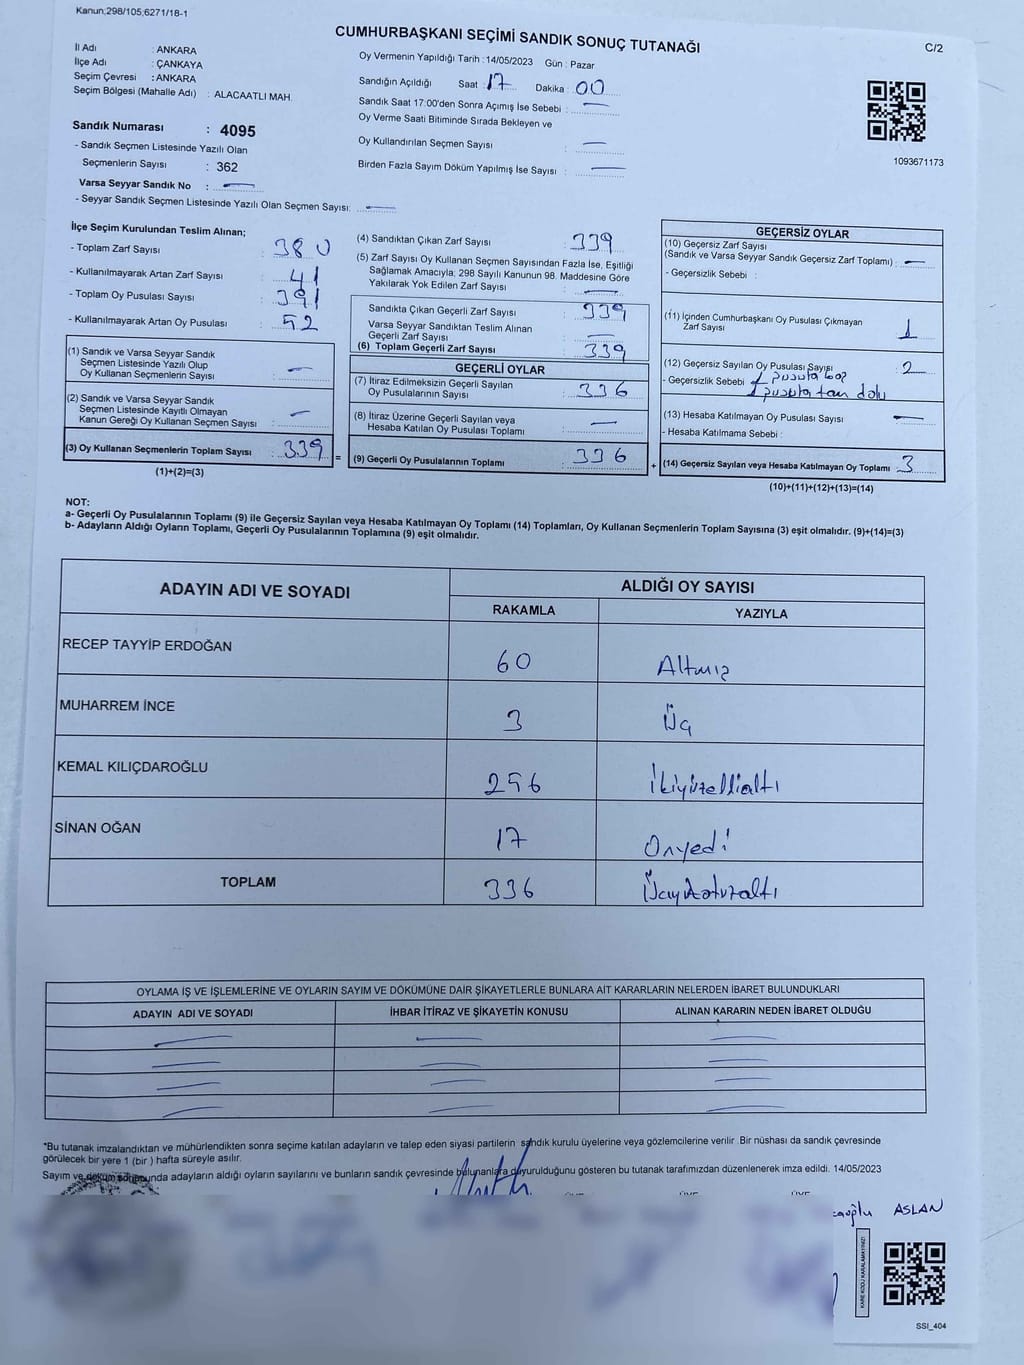 Kanun;298/105;6271/18-1
CUMHURBAŞKANI SEÇİMİ SANDIK SONUÇ TUTANAĞI
C/2
İl Adı : ANKARA
İlçe Adı : ÇANKAYA
Seçim Çevresi : ANKARA
Seçim Bölgesi (Mahalle Adı) : ALACAATLI MAH.
Sandık Numarası : 4095
- Sandık Seçmen Listesinde Yazılı Olan
Seçmenlerin Sayısı : 362
Varsa Seyyar Sandık No : —
- Seyyar Sandık Seçmen Listesinde Yazılı Olan Seçmen Sayısı: —
Oy Vermenin Yapıldığı Tarih : 14/05/2023 Gün : Pazar
Sandığın Açıldığı Saat : 17 Dakika : 00
Sandık Saat 17:00'den Sonra Açımış İse Sebebi : —
Oy Verme Saati Bitiminde Sırada Bekleyen ve
Oy Kullandırılan Seçmen Sayısı : —
Birden Fazla Sayım Döküm Yapılmış İse Sayısı : —
1093671173
İlçe Seçim Kurulundan Teslim Alınan;
- Toplam Zarf Sayısı : 380
- Kullanılmayarak Artan Zarf Sayısı : 41
- Toplam Oy Pusulası Sayısı : 391
- Kullanılmayarak Artan Oy Pusulası : 52
(1) Sandık ve Varsa Seyyar Sandık
Seçmen Listesinde Yazılı Olup
Oy Kullanan Seçmenlerin Sayısı : —
(2) Sandık ve Varsa Seyyar Sandık
Seçmen Listesinde Kayıtlı Olmayan
Kanun Gereği Oy Kullanan Seçmen Sayısı : —
(3) Oy Kullanan Seçmenlerin Toplam Sayısı : 339
(1)+(2)=(3)
(4) Sandıktan Çıkan Zarf Sayısı : 339
(5) Zarf Sayısı Oy Kullanan Seçmen Sayısından Fazla İse, Eşitliği
Sağlamak Amacıyla; 298 Sayılı Kanunun 98. Maddesine Göre
Yakılarak Yok Edilen Zarf Sayısı : —
Sandıkta Çıkan Geçerli Zarf Sayısı : 339
Varsa Seyyar Sandıktan Teslim Alınan
Geçerli Zarf Sayısı : —
(6) Toplam Geçerli Zarf Sayısı : 339
GEÇERLİ OYLAR
(7) İtiraz Edilmeksizin Geçerli Sayılan
Oy Pusulalarının Sayısı : 336
(8) İtiraz Üzerine Geçerli Sayılan veya
Hesaba Katılan Oy Pusulası Toplamı : —
= (9) Geçerli Oy Pusulalarının Toplamı : 336
GEÇERSİZ OYLAR
(10) Geçersiz Zarf Sayısı
(Sandık ve Varsa Seyyar Sandık Geçersiz Zarf Toplamı) : —
- Geçersizlik Sebebi :
(11) İçinden Cumhurbaşkanı Oy Pusulası Çıkmayan
Zarf Sayısı : 1
(12) Geçersiz Sayılan Oy Pusulası Sayısı : 2
- Geçersizlik Sebebi 1 pusula boş
1 pusula tam dolu
(13) Hesaba Katılmayan Oy Pusulası Sayısı : —
- Hesaba Katılmama Sebebi :
+ (14) Geçersiz Sayılan veya Hesaba Katılmayan Oy Toplamı : 3
(10)+(11)+(12)+(13)=(14)
NOT:
a- Geçerli Oy Pusulalarının Toplamı (9) ile Geçersiz Sayılan veya Hesaba Katılmayan Oy Toplamı (14) Toplamları, Oy Kullanan Seçmenlerin Toplam Sayısına (3) eşit olmalıdır. (9)+(14)=(3)
b- Adayların Aldığı Oyların Toplamı, Geçerli Oy Pusulalarının Toplamına (9) eşit olmalıdır.
ADAYIN ADI VE SOYADI ALDIĞI OY SAYISI
RAKAMLA YAZIYLA
RECEP TAYYİP ERDOĞAN 60 Altmış
MUHARREM İNCE 3 Üç
KEMAL KILIÇDAROĞLU 256 İkiyüzellialtı
SİNAN OĞAN 17 Onyedi
TOPLAM 336 Üçyüzotuzaltı
OYLAMA İŞ VE İŞLEMLERİNE VE OYLARIN SAYIM VE DÖKÜMÜNE DAİR ŞİKAYETLERLE BUNLARA AİT KARARLARIN NELERDEN İBARET BULUNDUKLARI
ADAYIN ADI VE SOYADI İHBAR İTİRAZ VE ŞİKAYETİN KONUSU ALINAN KARARIN NEDEN İBARET OLDUĞU
*Bu tutanak imzalandıktan ve mühürlendikten sonra seçime katılan adayların ve talep eden siyasi partilerin sandık kurulu üyelerine veya gözlemcilerine verilir. Bir nüshası da sandık çevresinde
görülecek bir yere 1 (bir ) hafta süreyle asılır.
Sayım ve döküm sonunda adayların aldığı oyların sayılarını ve bunların sandık çevresinde bulunanlara duyurulduğunu gösteren bu tutanak tarafımızdan düzenlenerek imza edildi. 14/05/2023
ASLAN
KARE KODU KARALAMAYINIZ!
SSI_404